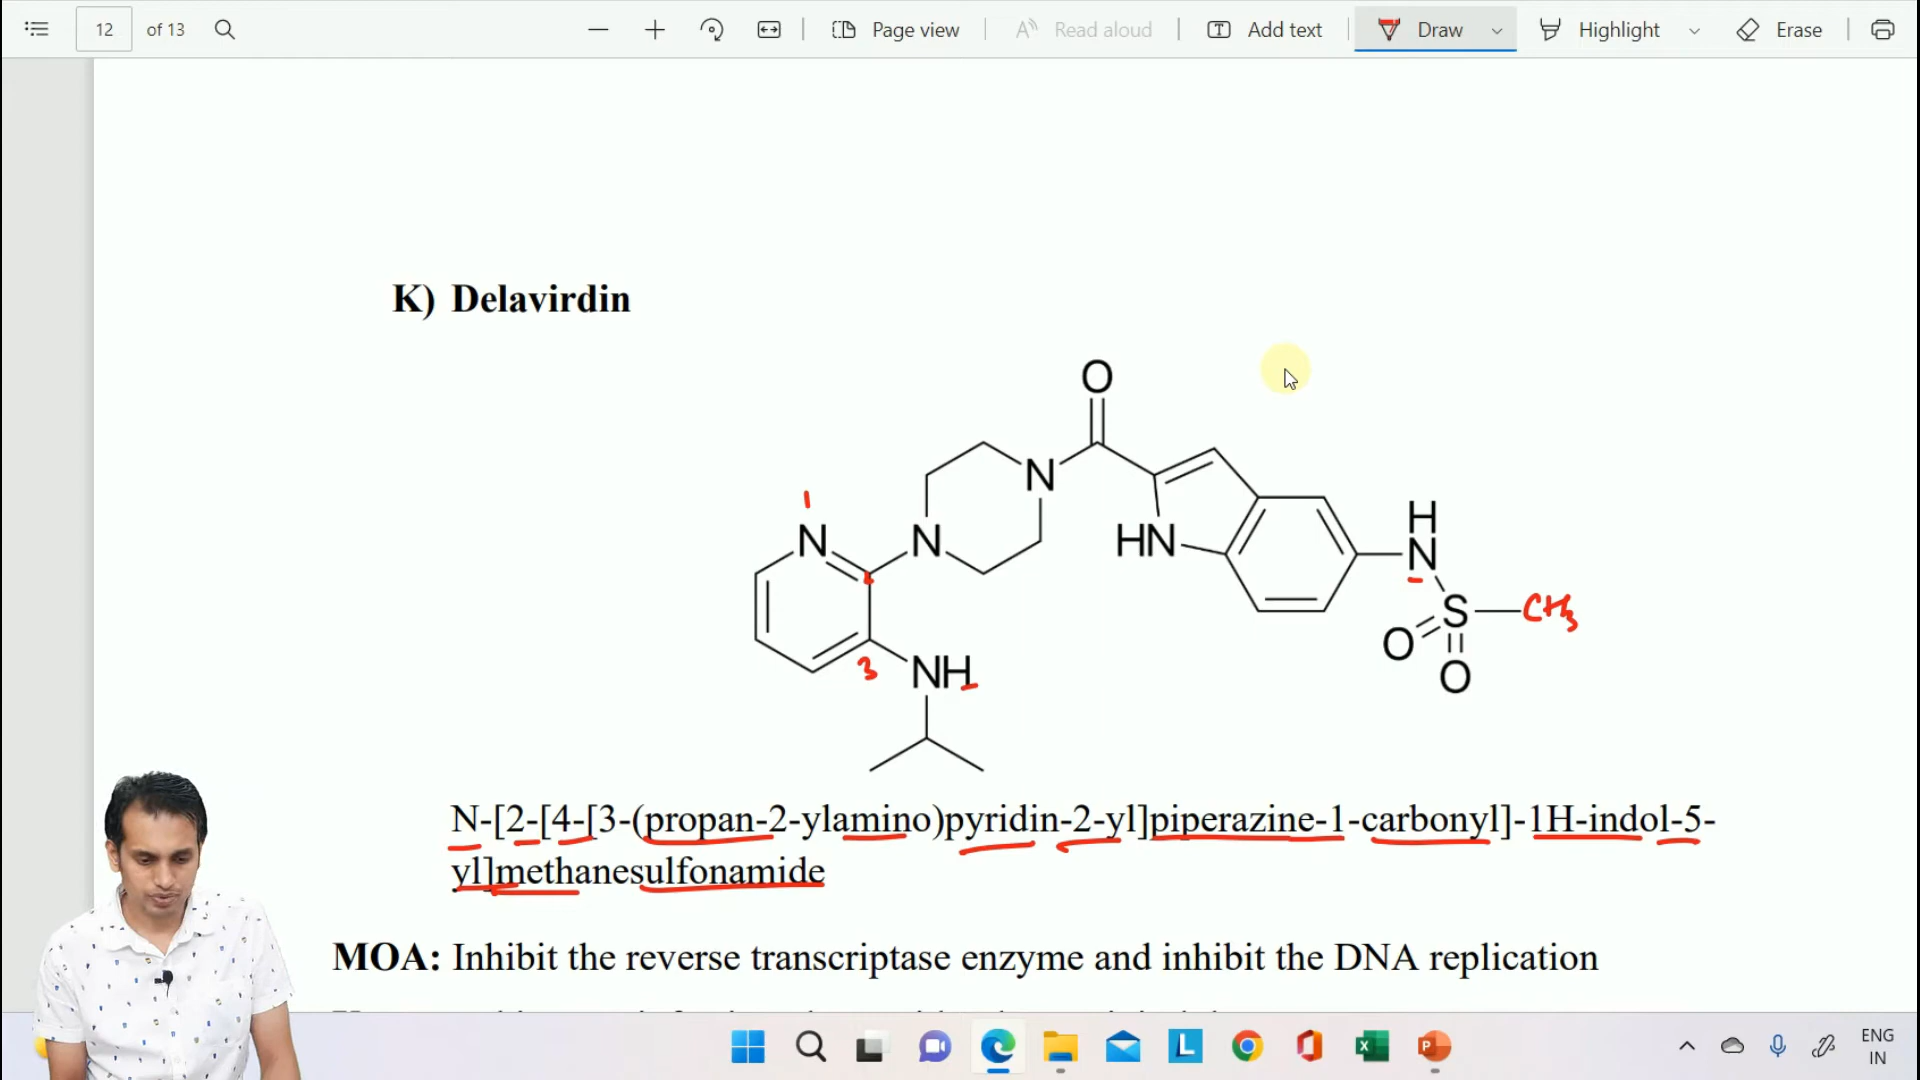 12 of 13 Page view Read aloud Add text Draw Highlight Erase
K) Delavirdin
O
N
1
N N HN H
N
CH3
S
O
O
3 NH
N-[2-[4-[3-(propan-2-ylamino)pyridin-2-yl]piperazine-1-carbonyl]-1H-indol-5-
yl]methanesulfonamide
MOA: Inhibit the reverse transcriptase enzyme and inhibit the DNA replication
ENG
IN